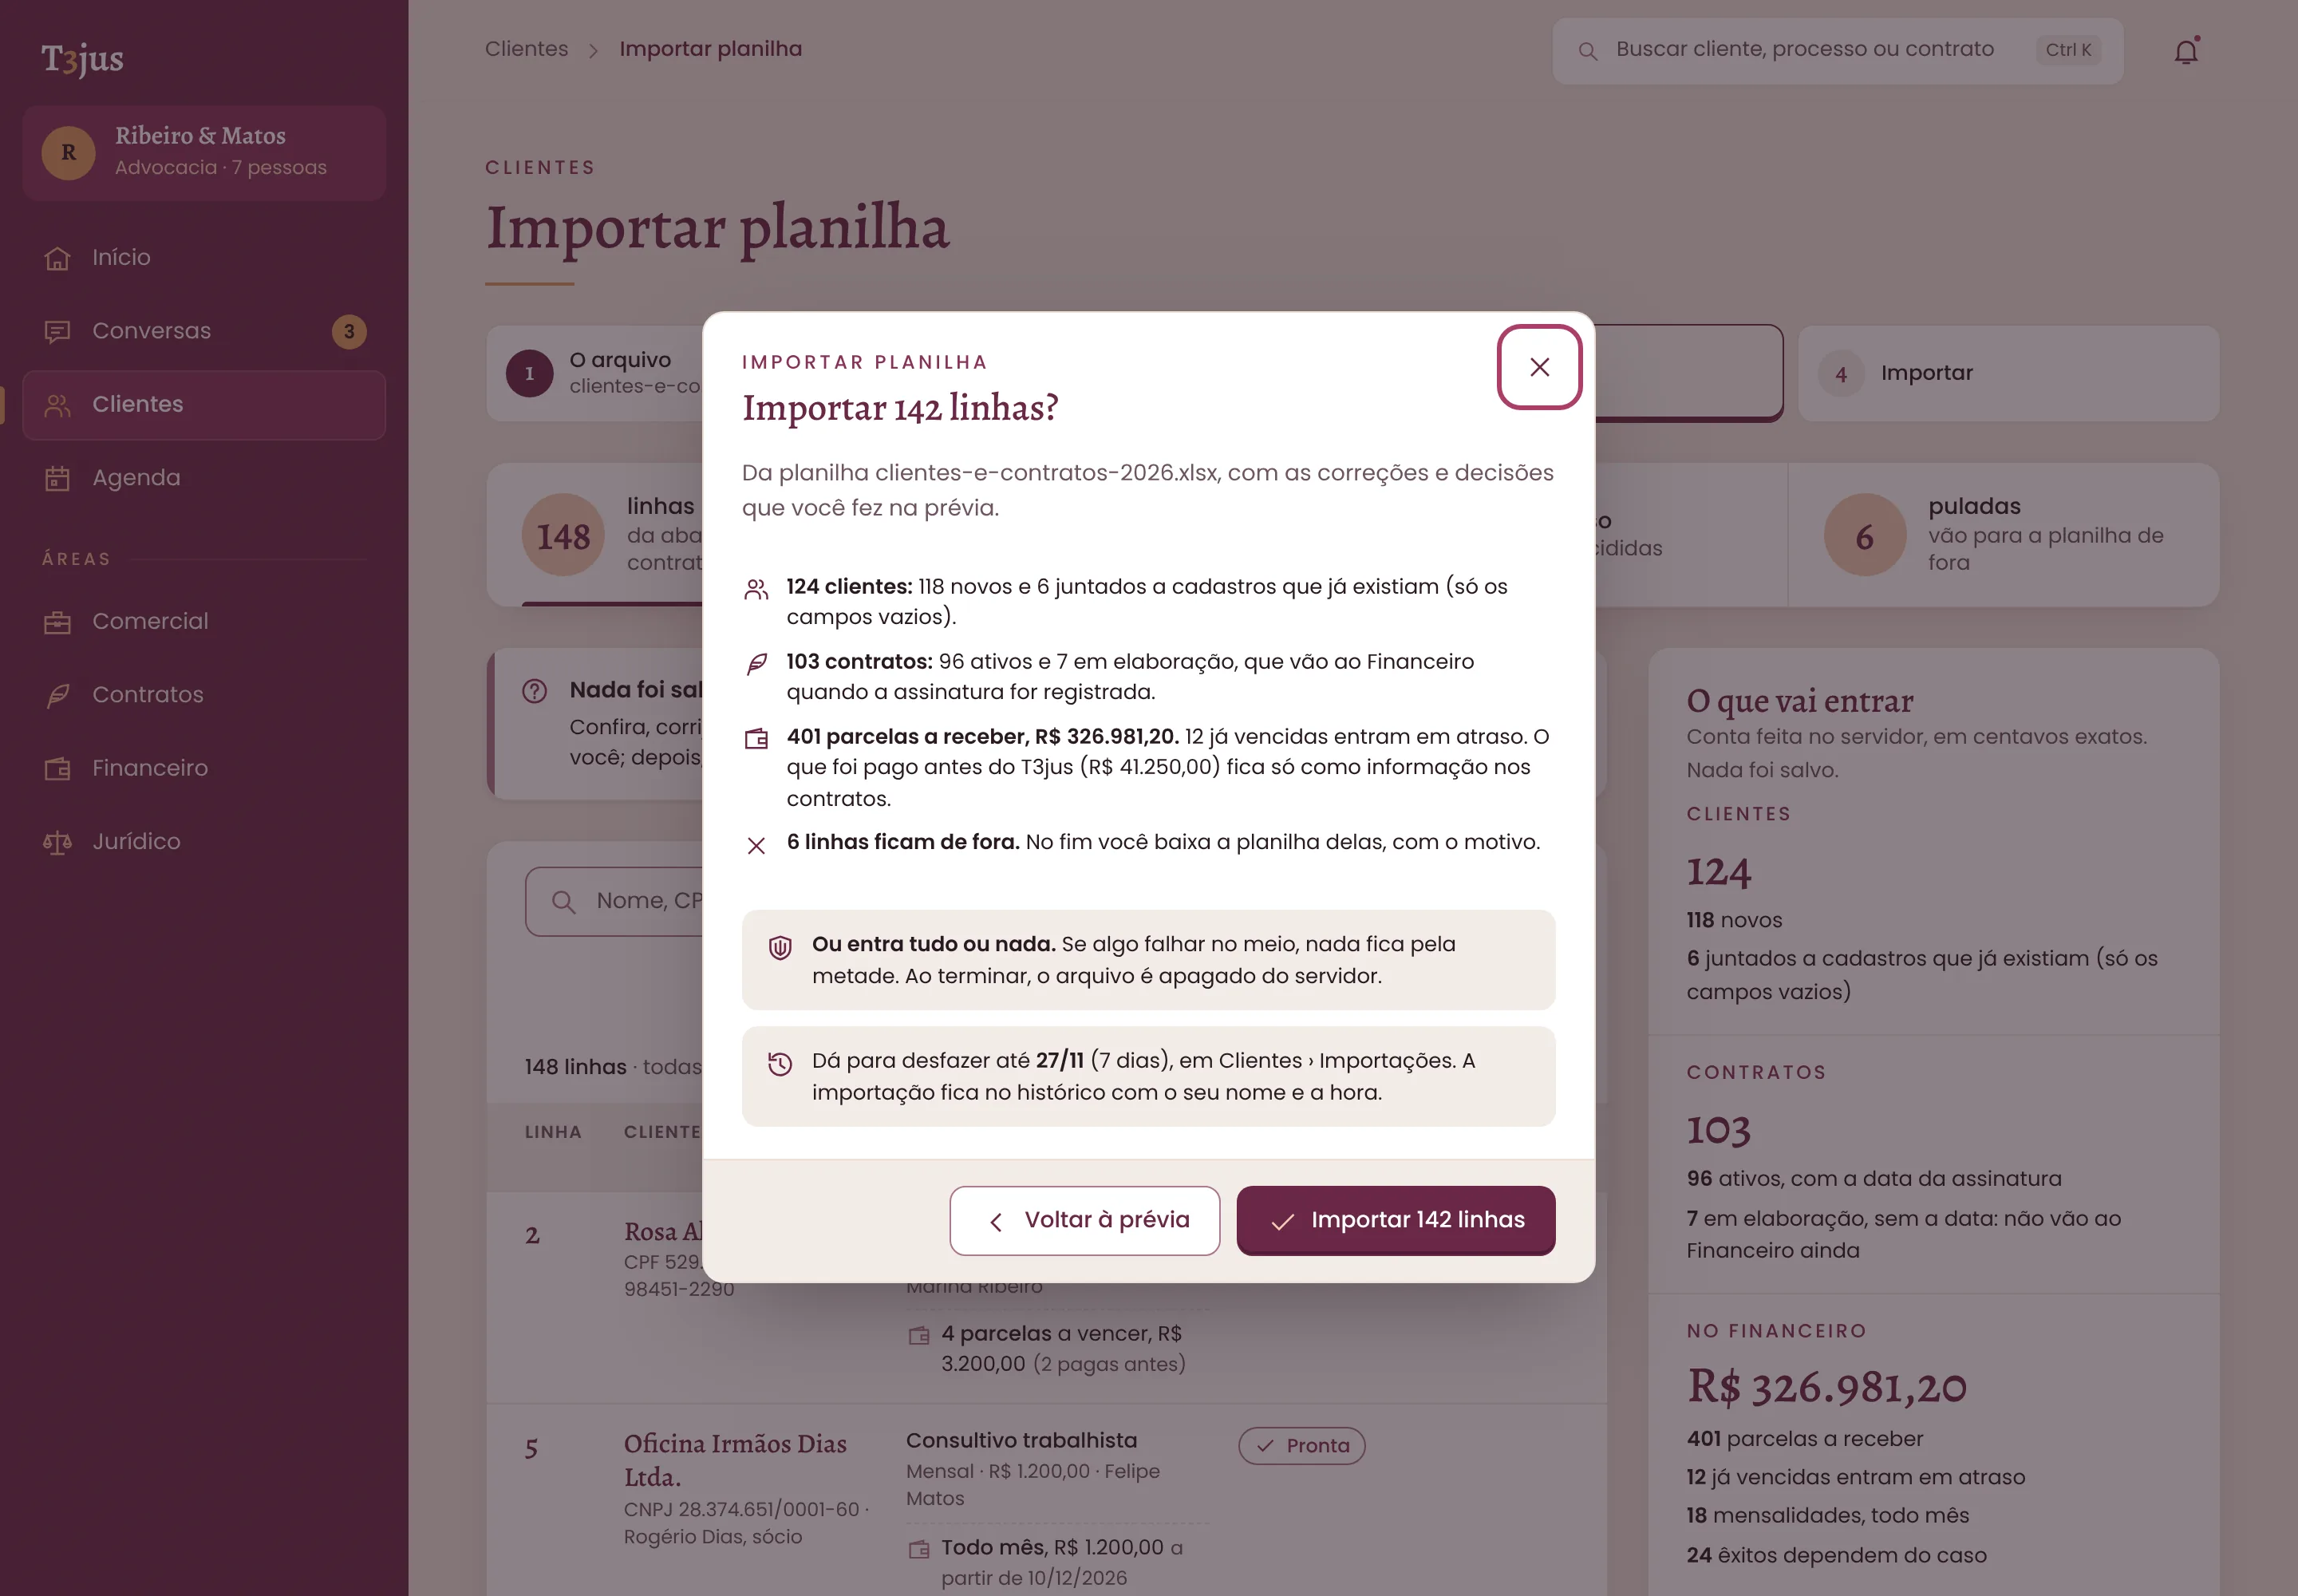 T3jus
Ribeiro & Matos
R
Advocacia · 7 pessoas
Início
Conversas
3
Clientes
Agenda
ÁREAS
Comercial
Contratos
Financeiro
Jurídico
Clientes
Importar planilha
Buscar cliente, processo ou contrato
Ctrl K
CLIENTES
Importar planilha
1
O arquivo
4
Importar
148
linhas
6
puladas
vão para a planilha de
fora
Nada foi
Confira,
você; depois,
Nome,
148 linhas · todas
LINHA
2
Rosa
CPF 529.
98451-2290
Marina Ribeiro
4 parcelas a vencer, R$
3.200,00 (2 pagas antes)
5
Oficina Irmãos Dias
Ltda.
CNPJ 28.374.651/0001-60 ·
Rogério Dias, sócio
Consultivo trabalhista
Mensal · R$ 1.200,00 · Felipe
Matos
Todo mês, R$ 1.200,00 a
partir de 10/12/2026
Pronta
O que vai entrar
Conta feita no servidor, em centavos exatos.
Nada foi salvo.
CLIENTES
124
118 novos
6 juntados a cadastros que já existiam (só os
campos vazios)
CONTRATOS
103
96 ativos, com a data da assinatura
7 em elaboração, sem a data: não vão ao
Financeiro ainda
NO FINANCEIRO
R$ 326.981,20
401 parcelas a receber
12 já vencidas entram em atraso
18 mensalidades, todo mês
24 êxitos dependem do caso
IMPORTAR PLANILHA
Importar 142 linhas?
Da planilha clientes-e-contratos-2026.xlsx, com as correções e decisões
que você fez na prévia.
124 clientes: 118 novos e 6 juntados a cadastros que já existiam (só os
campos vazios).
103 contratos: 96 ativos e 7 em elaboração, que vão ao Financeiro
quando a assinatura for registrada.
401 parcelas a receber, R$ 326.981,20. 12 já vencidas entram em atraso. O
que foi pago antes do T3jus (R$ 41.250,00) fica só como informação nos
contratos.
6 linhas ficam de fora. No fim você baixa a planilha delas, com o motivo.
Ou entra tudo ou nada. Se algo falhar no meio, nada fica pela
metade. Ao terminar, o arquivo é apagado do servidor.
Dá para desfazer até 27/11 (7 dias), em Clientes › Importações. A
importação fica no histórico com o seu nome e a hora.
Voltar à prévia
Importar 142 linhas